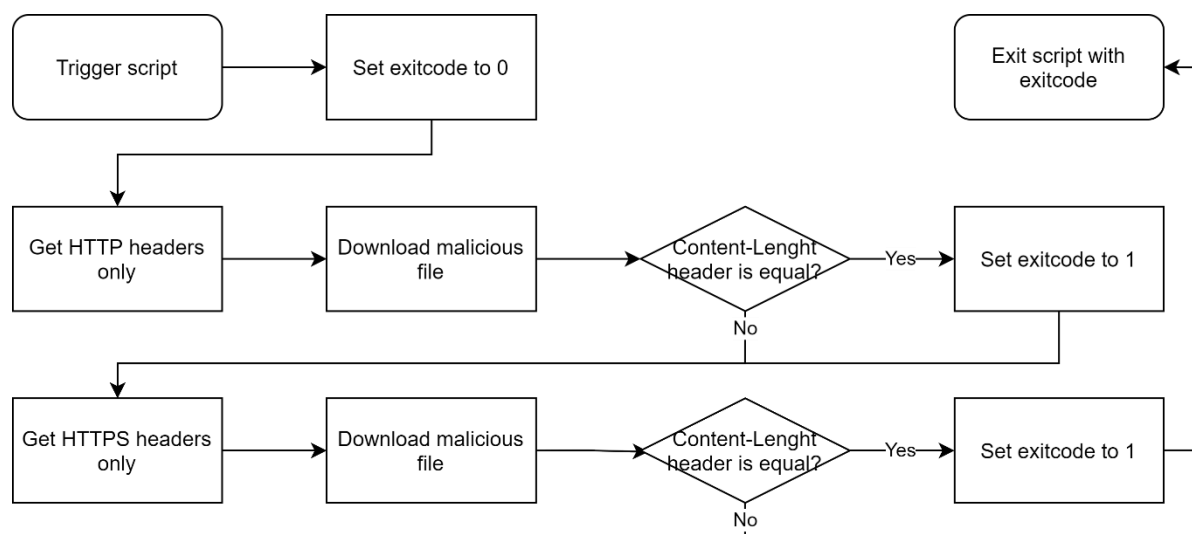 Trigger script
Set exitcode to 0
Exit script with
exitcode
Get HTTP headers
only
Download malicious
file
Content-Lenght
header is equal?
Yes
Set exitcode to 1
No
Get HTTPS headers
only
Download malicious
file
Content-Lenght
header is equal?
Yes
Set exitcode to 1
No